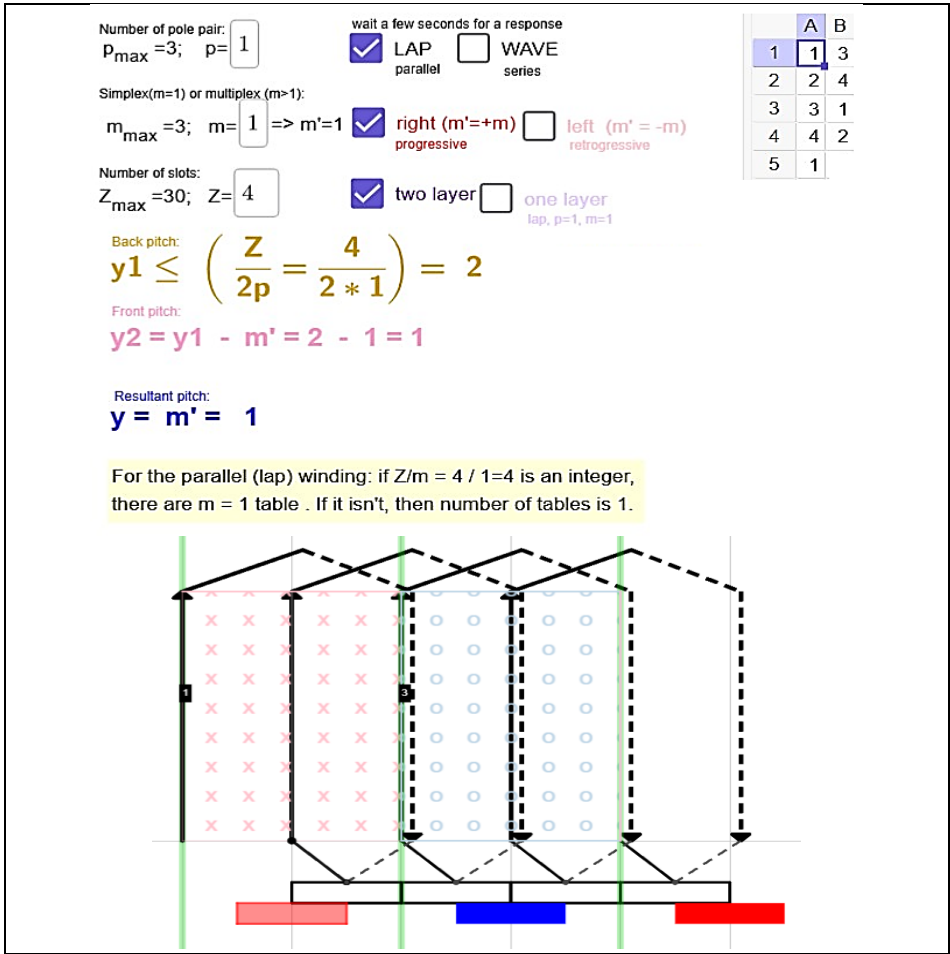 Number of pole pair:
pmax =3; p= 1
wait a few seconds for a response
LAP
parallel
WAVE
series
Simplex(m=1) or multiplex (m>1):
mmax =3; m= 1 => m'=1
right (m'=+m)
progressive
left (m' = -m)
retrogressive
Number of slots:
Zmax =30; Z= 4
two layer
one layer
lap, p=1, m=1
A B
1 1 3
2 2 4
3 3 1
4 4 2
5 1
Back pitch:
y1 ≤ ( Z / 2p = 4 / 2 * 1 ) = 2
Front pitch:
y2 = y1 - m' = 2 - 1 = 1
Resultant pitch:
y = m' = 1
For the parallel (lap) winding: if Z/m = 4 / 1=4 is an integer,
there are m = 1 table . If it isn't, then number of tables is 1.
1 3